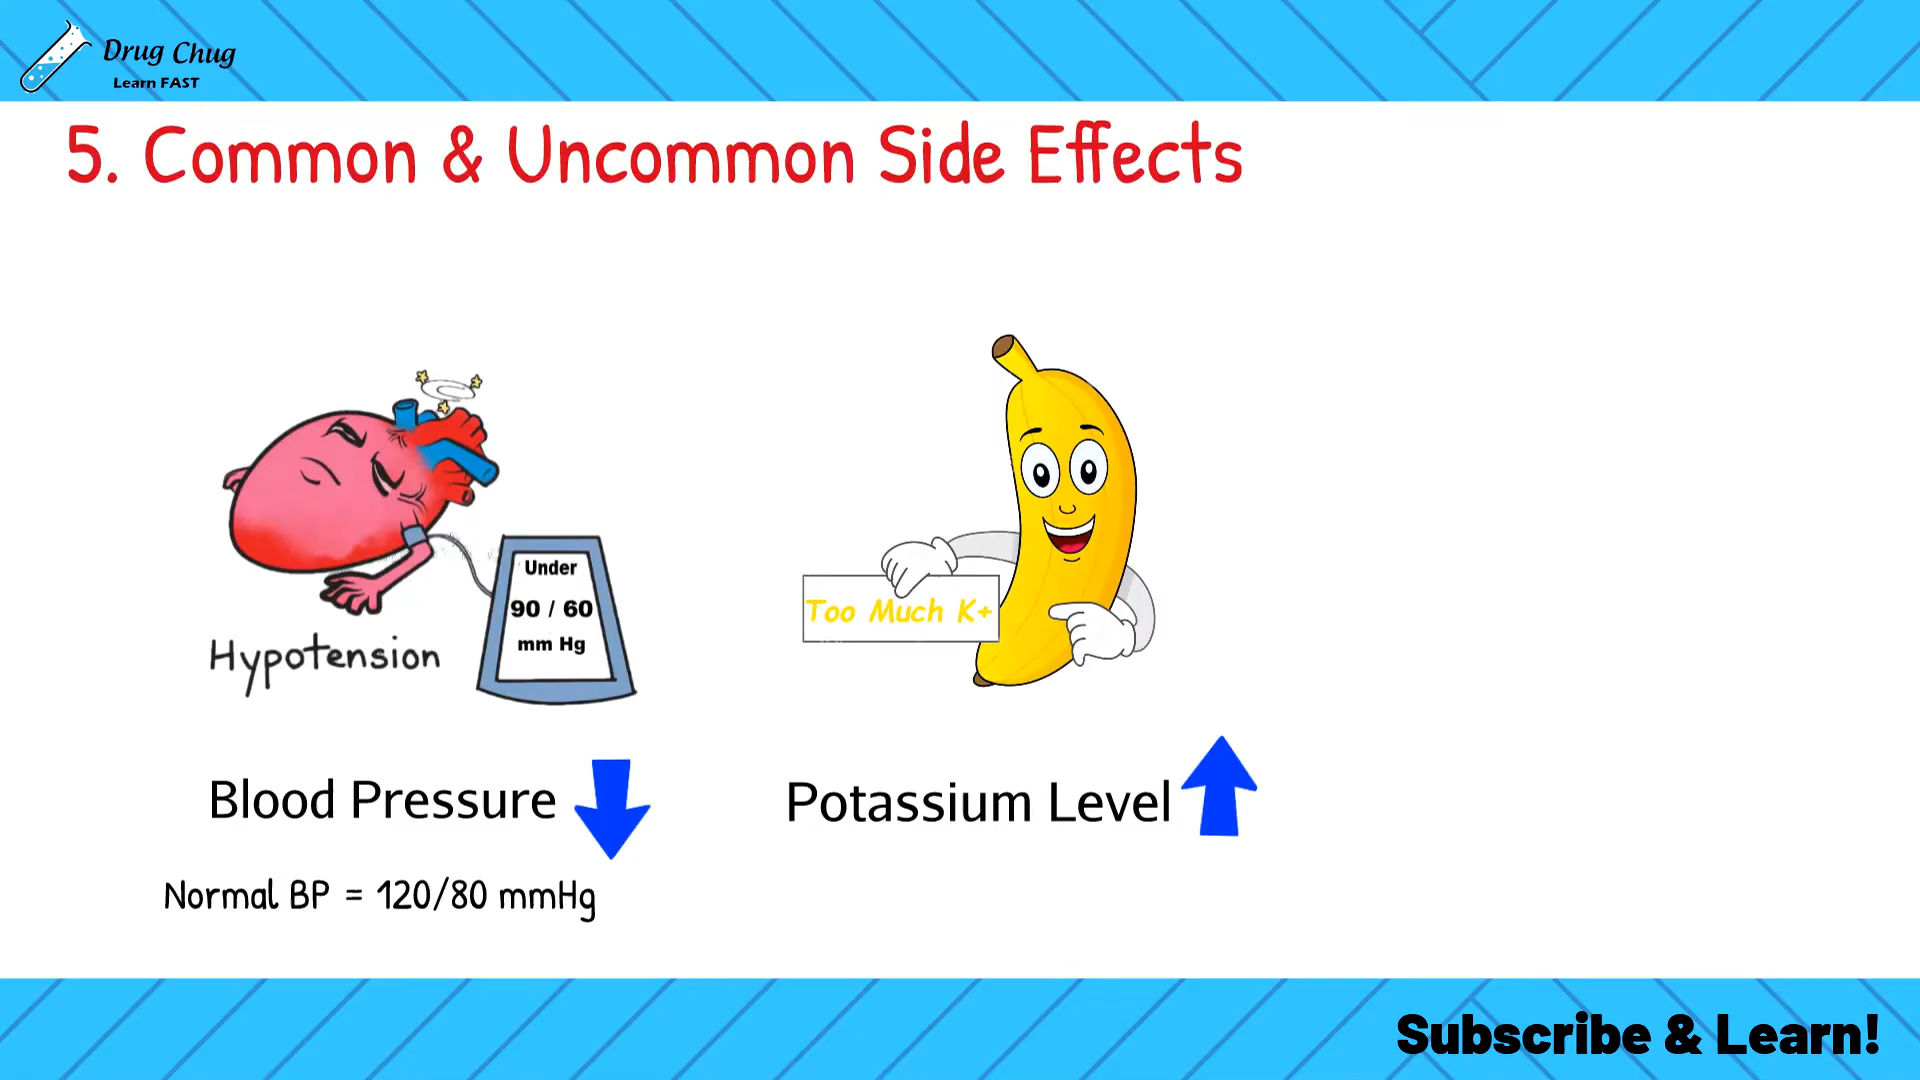 Drug Chug
Learn FAST
5. Common & Uncommon Side Effects
Under
90 / 60
mm Hg
Hypotension
Too Much K+
Blood Pressure
Potassium Level
Normal BP = 120/80 mmHg
Subscribe & Learn!